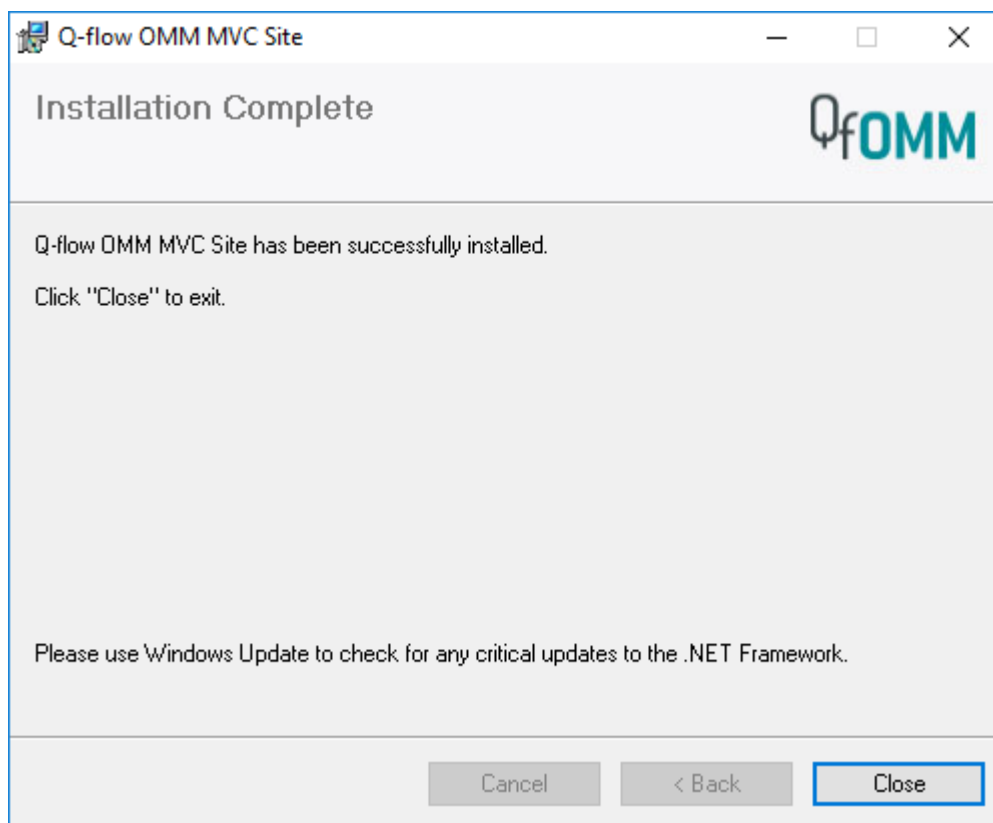 Q-flow OMM MVC Site
Installation Complete
QfOMM
Q-flow OMM MVC Site has been successfully installed.
Click "Close" to exit.
Please use Windows Update to check for any critical updates to the .NET Framework.
Cancel
< Back
Close